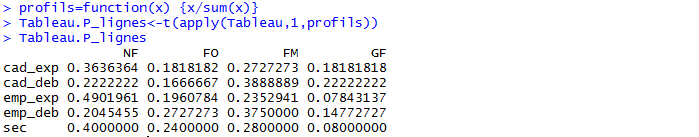 > profils=function(x) {x/sum(x)}
> Tableau.P_lignes<-t(apply(Tableau,1,profils))
> Tableau.P_lignes
NF FO FM GF
cad_exp 0.3636364 0.1818182 0.2727273 0.18181818
cad_deb 0.2222222 0.1666667 0.3888889 0.22222222
emp_exp 0.4901961 0.1960784 0.2352941 0.07843137
emp_deb 0.2045455 0.2727273 0.3750000 0.14772727
sec 0.4000000 0.2400000 0.2800000 0.08000000